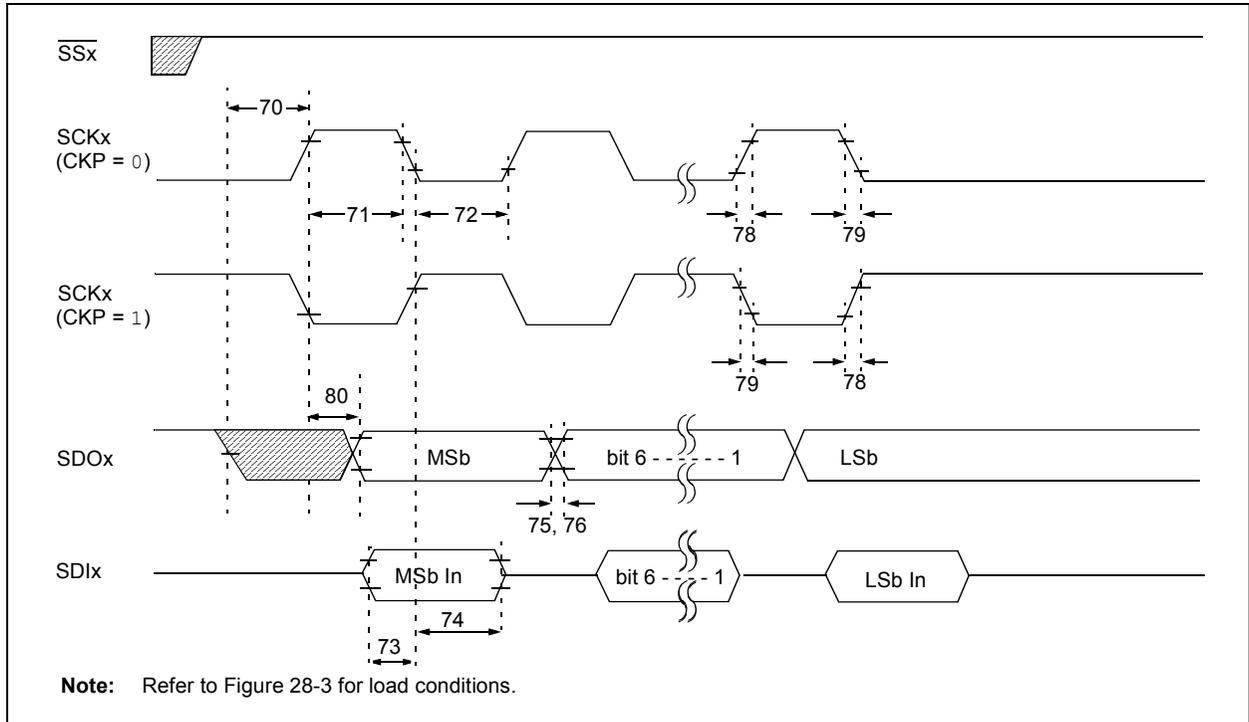 SSx
70
SCKx
(CKP = 0)
71
72
78
79
SCKx
(CKP = 1)
79
78
80
SDOx
MSb
bit 6 - - - - - - 1
LSb
75, 76
SDIx
MSb In
bit 6 - - - - - 1
LSb In
74
73
Note: Refer to Figure 28-3 for load conditions.